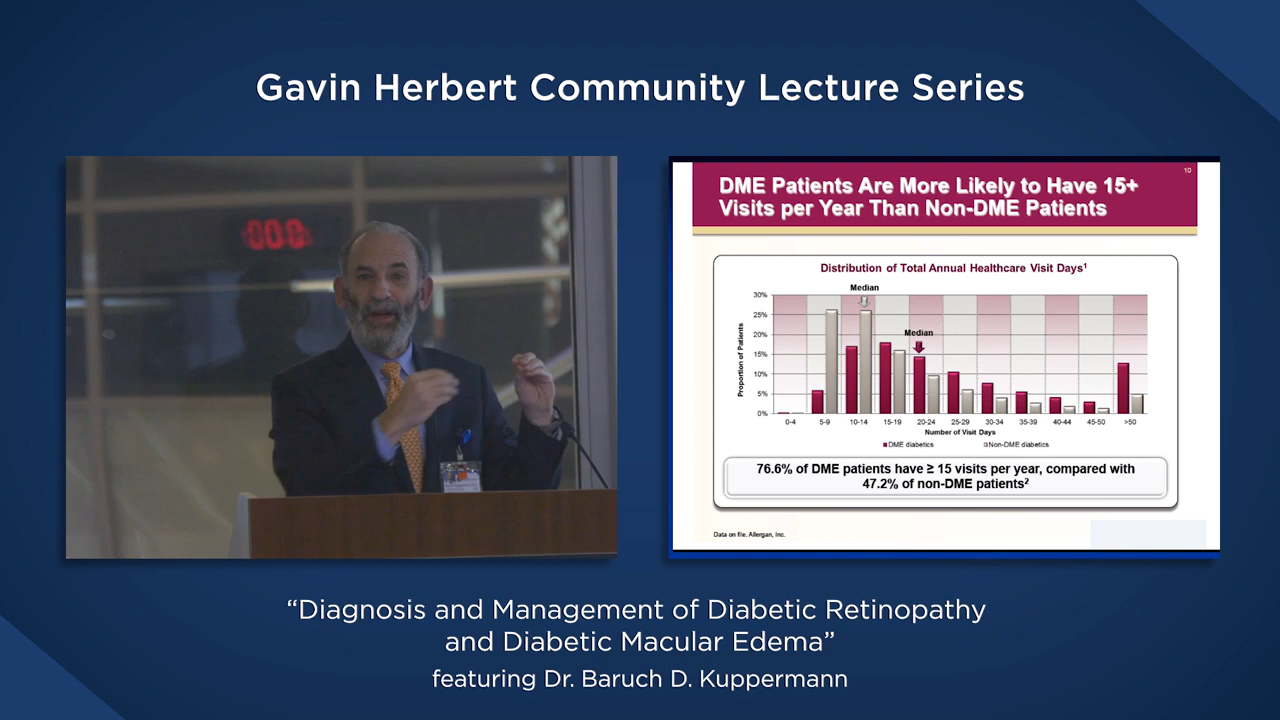 Gavin Herbert Community Lecture Series
10
DME Patients Are More Likely to Have 15+
Visits per Year Than Non-DME Patients
Distribution of Total Annual Healthcare Visit Days¹
Median
Median
Proportion of Patients
30%
25%
20%
15%
10%
5%
0%
0-4 5-9 10-14 15-19 20-24 25-29 30-34 35-39 40-44 45-50 >50
Number of Visit Days
DME diabetics Non-DME diabetics
76.6% of DME patients have ≥ 15 visits per year, compared with
47.2% of non-DME patients²
Data on file. Allergan, Inc.
“Diagnosis and Management of Diabetic Retinopathy
and Diabetic Macular Edema”
featuring Dr. Baruch D. Kuppermann